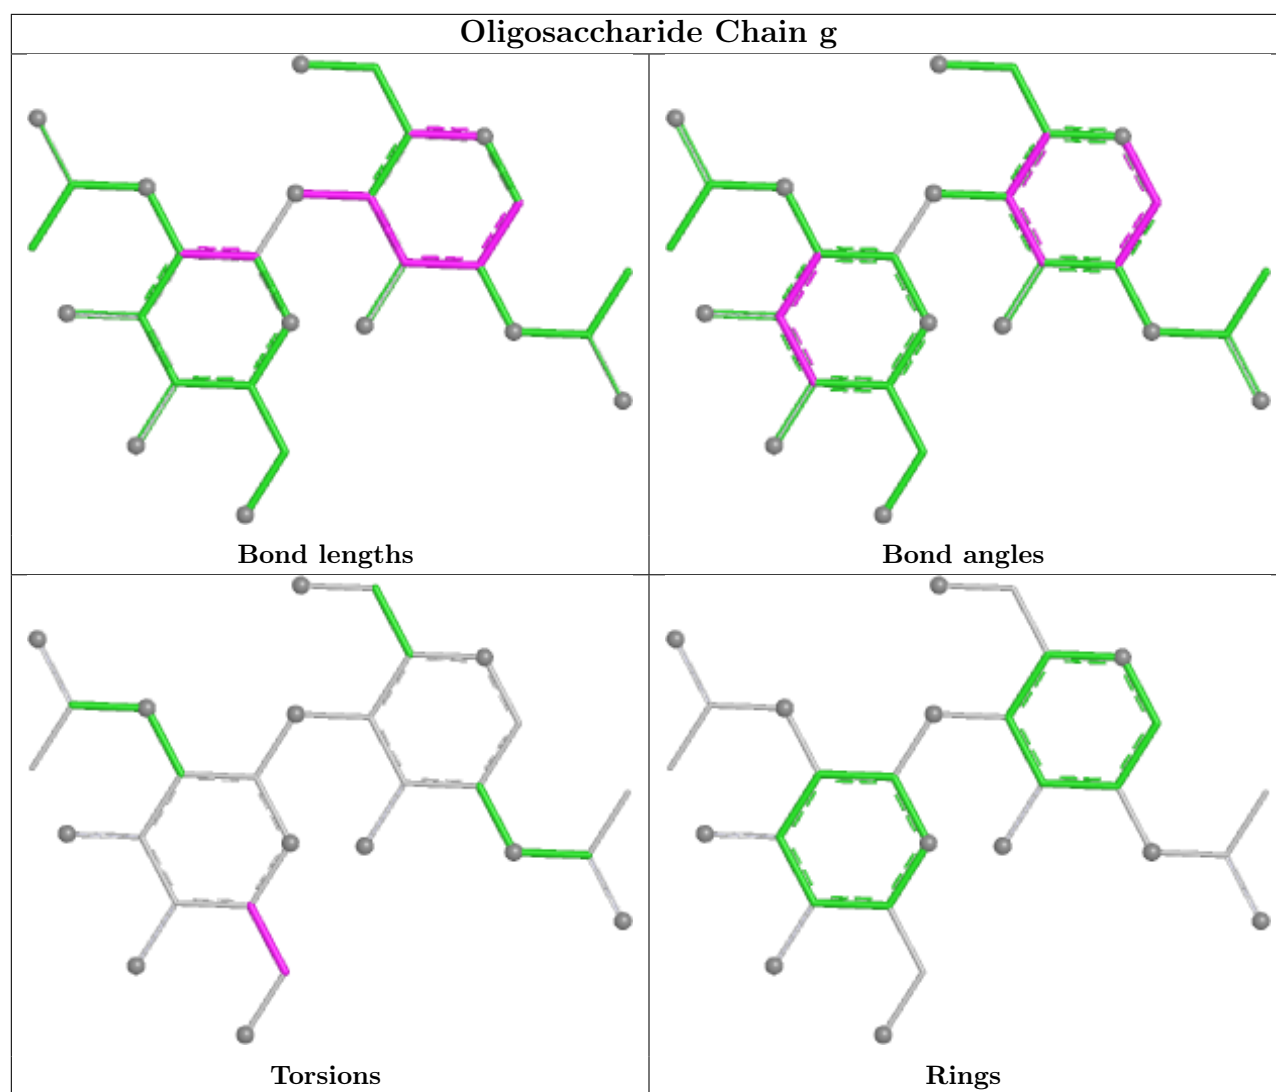 Oligosaccharide Chain g
Bond lengths
Bond angles
Torsions
Rings